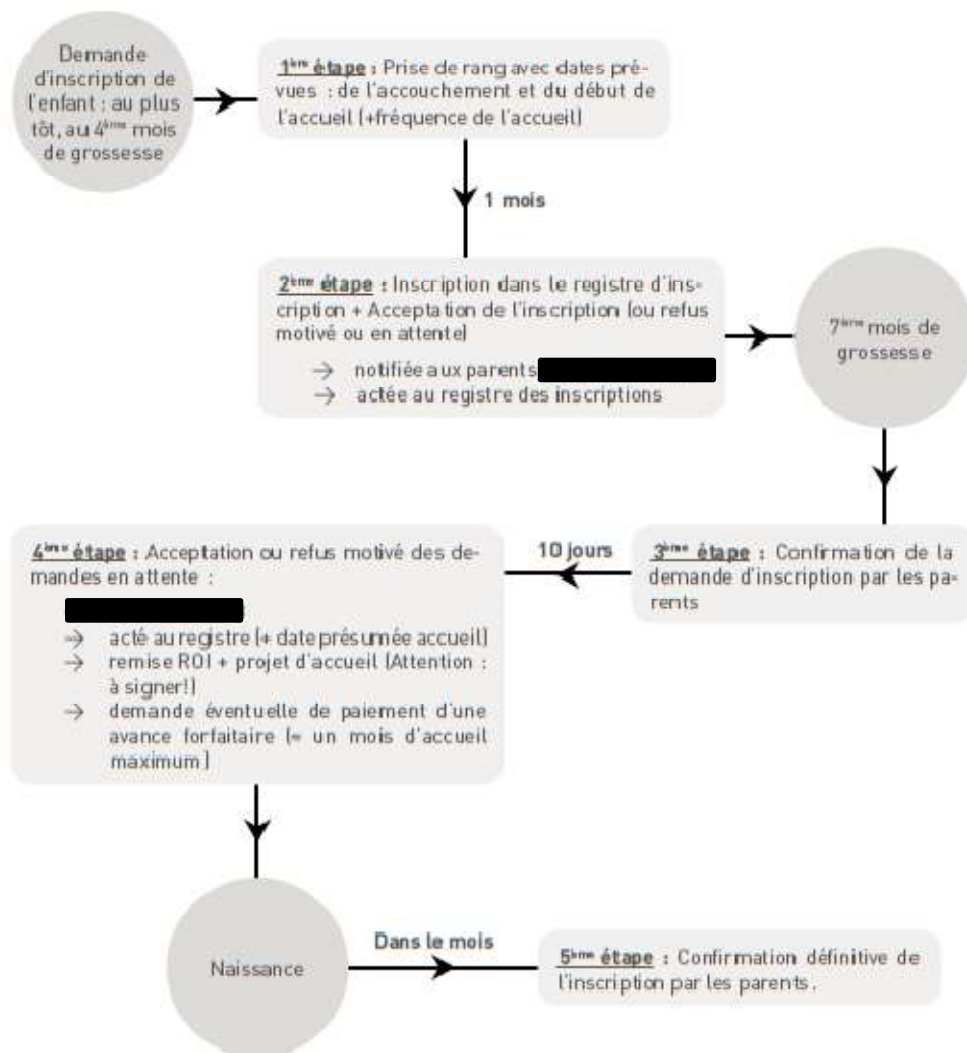 Demande
d'inscription de
l'enfant : au plus
tôt, au 4ème mois
de grossesse
1ère étape : Prise de rang avec dates pré-
vues : de l'accouchement et du début de
l'accueil (+fréquence de l'accueil)
1 mois
2ème étape : Inscription dans le registre d'ins-
cription + Acceptation de l'inscription (ou refus
motivé ou en attente)
→ notifiée aux parents
→ actée au registre des inscriptions
7ème mois de
grossesse
10 jours
3ème étape : Confirmation de la
demande d'inscription par les pa-
rents
4ème étape : Acceptation ou refus motivé des de-
mandes en attente :
→ acté au registre (+ date présumée accueil)
→ remise ROI + projet d'accueil (Attention :
à signer!)
→ demande éventuelle de paiement d'une
avance forfaitaire (= un mois d'accueil
maximum)
Naissance
Dans le mois
5ème étape : Confirmation définitive de
l'inscription par les parents.